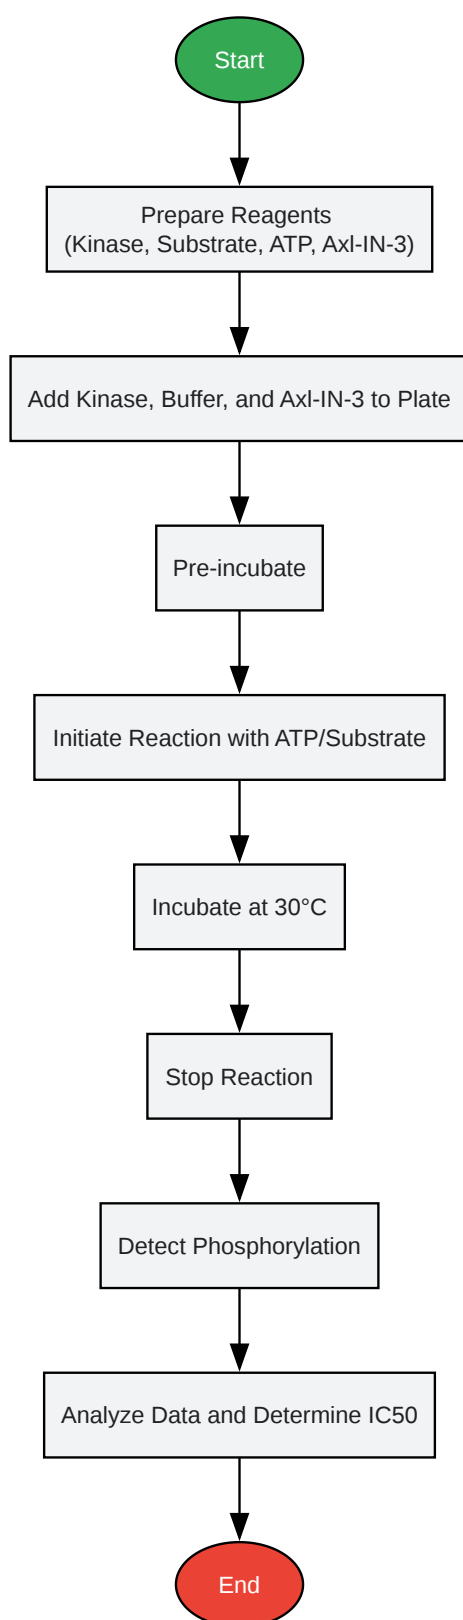 Start
Prepare Reagents
(Kinase, Substrate, ATP, Axl-IN-3)
Add Kinase, Buffer, and Axl-IN-3 to Plate
Pre-incubate
Initiate Reaction with ATP/Substrate
Incubate at 30°C
Stop Reaction
Detect Phosphorylation
Analyze Data and Determine IC50
End